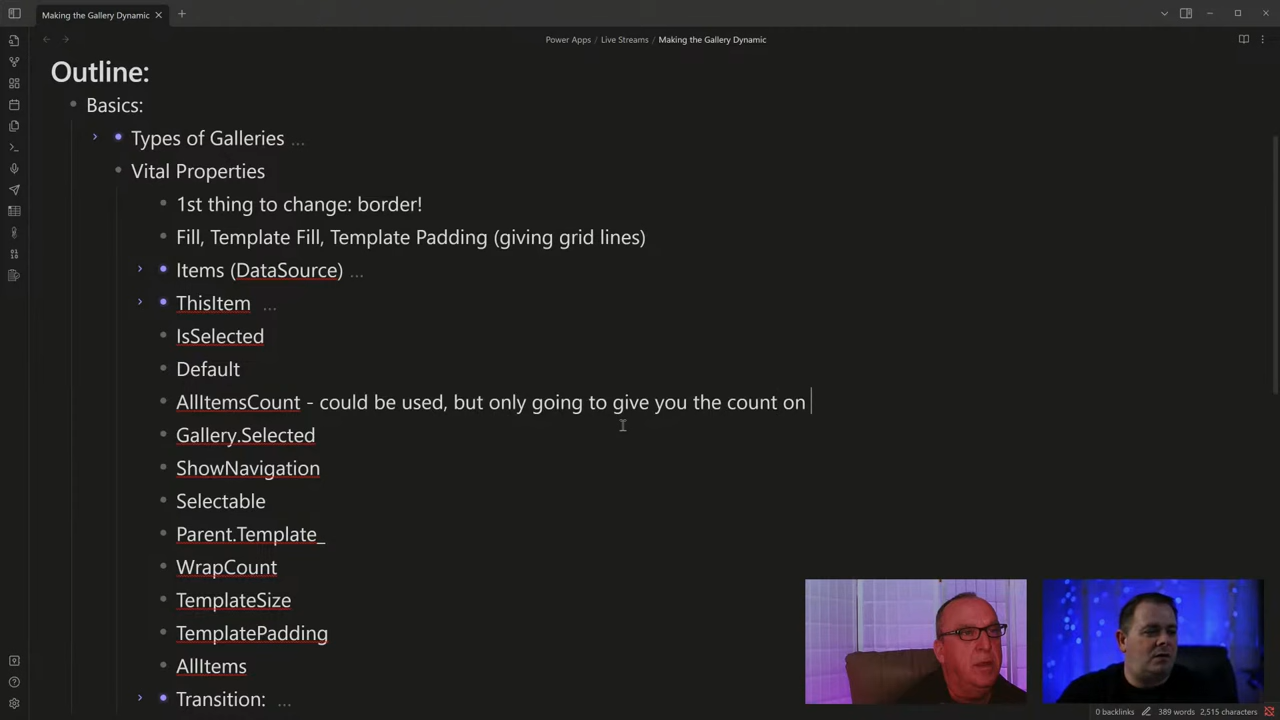 Making the Gallery Dynamic
Power Apps / Live Streams / Making the Gallery Dynamic
Outline:
Basics:
Types of Galleries ...
Vital Properties
1st thing to change: border!
Fill, Template Fill, Template Padding (giving grid lines)
Items (DataSource) ...
ThisItem ...
IsSelected
Default
AllItemsCount - could be used, but only going to give you the count on
Gallery.Selected
ShowNavigation
Selectable
Parent.Template_
WrapCount
TemplateSize
TemplatePadding
AllItems
Transition: ...
0 backlinks 389 words 2,515 characters